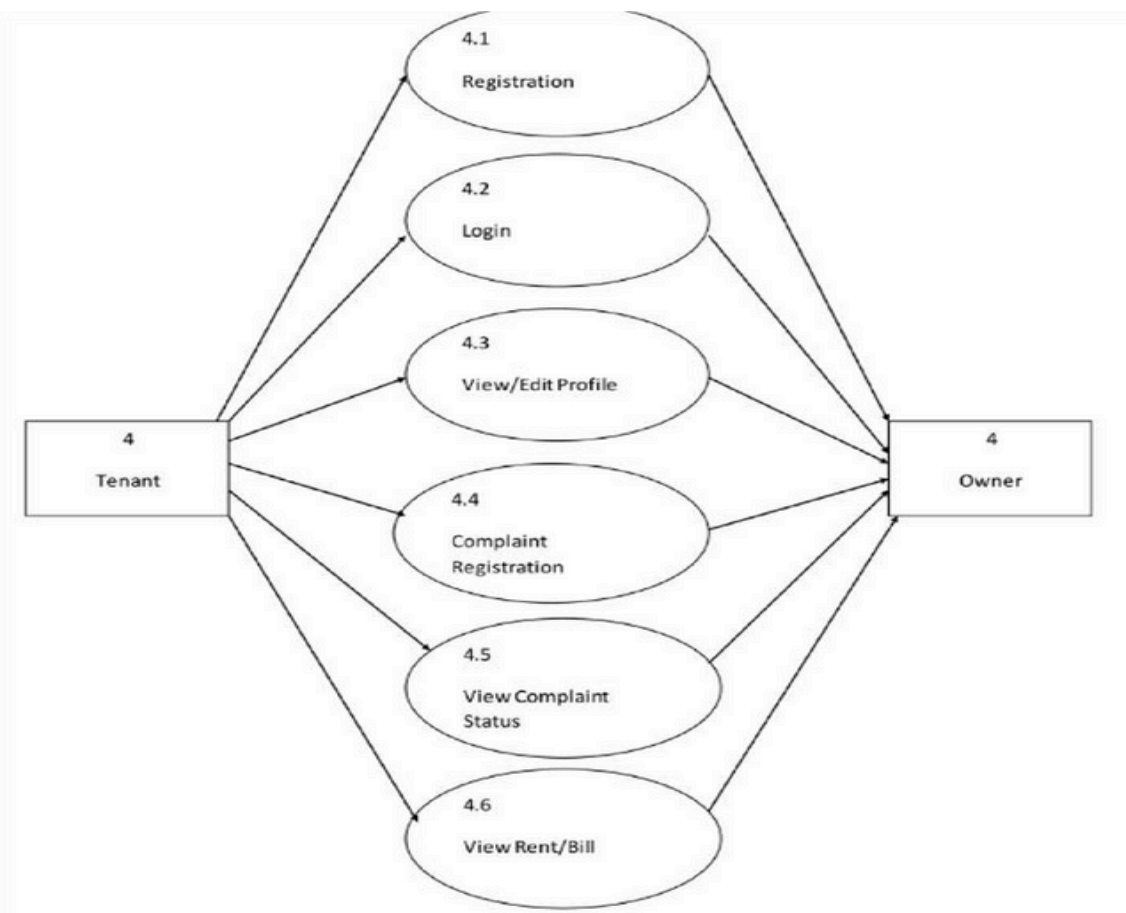 4.1
Registration
4.2
Login
4.3
View/Edit Profile
4
Tenant
4
Owner
4.4
Complaint
Registration
4.5
View Complaint
Status
4.6
View Rent/Bill